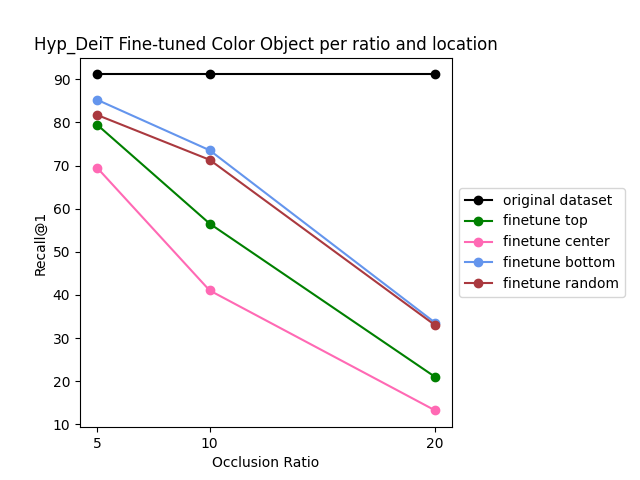 Hyp_DeiT Fine-tuned Color Object per ratio and location
Recall@1
90
80
70
60
50
40
30
20
10
5
10
20
Occlusion Ratio
original dataset
finetune top
finetune center
finetune bottom
finetune random